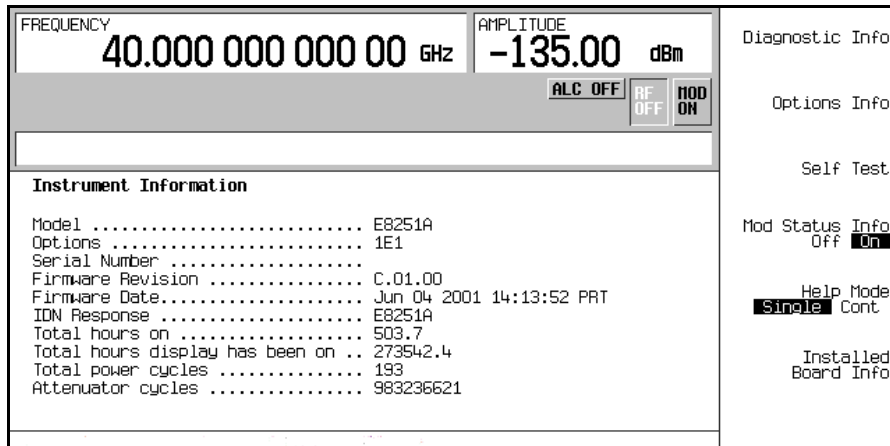 FREQUENCY
40.000 000 000 00 GHz
AMPLITUDE
-135.00 dBm
ALC OFF
RF OFF
MOD ON
Instrument Information
Model ............................ E8251A
Options .......................... 1E1
Serial Number ....................
Firmware Revision ................ C.01.00
Firmware Date..................... Jun 04 2001 14:13:52 PRT
IDN Response ..................... E8251A
Total hours on ................... 503.7
Total hours display has been on .. 273542.4
Total power cycles ............... 193
Attenuator cycles ................ 983236621
Diagnostic Info
Options Info
Self Test
Mod Status Info
Off On
Help Mode
Single Cont
Installed
Board Info